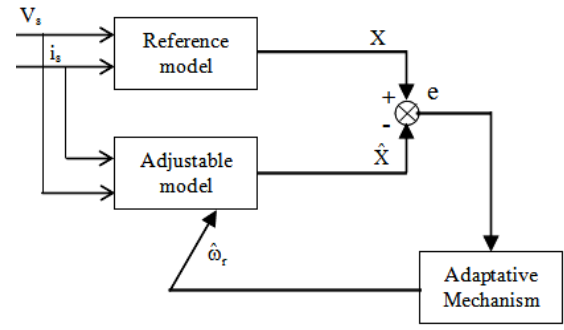 Vs
is
Reference
model
X
+
-
e
Adjustable
model
X̂
ω̂r
Adaptative
Mechanism